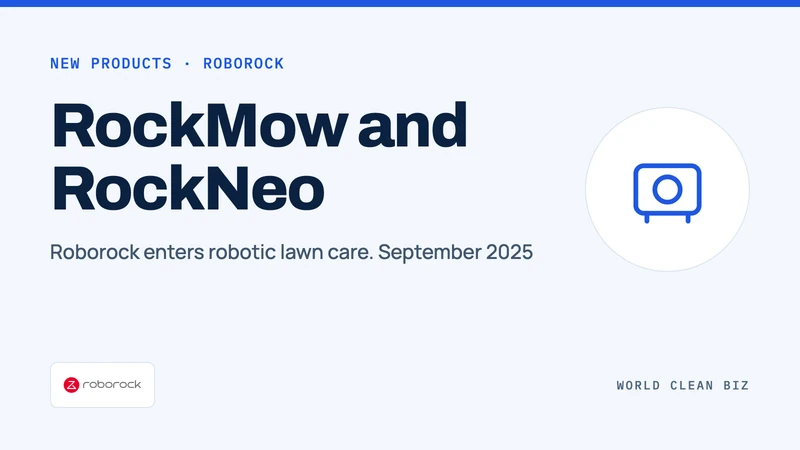 NEW PRODUCTS · ROBOROCK
RockMow and
RockNeo
Roborock enters robotic lawn care. September 2025
roborock
WORLD CLEAN BIZ